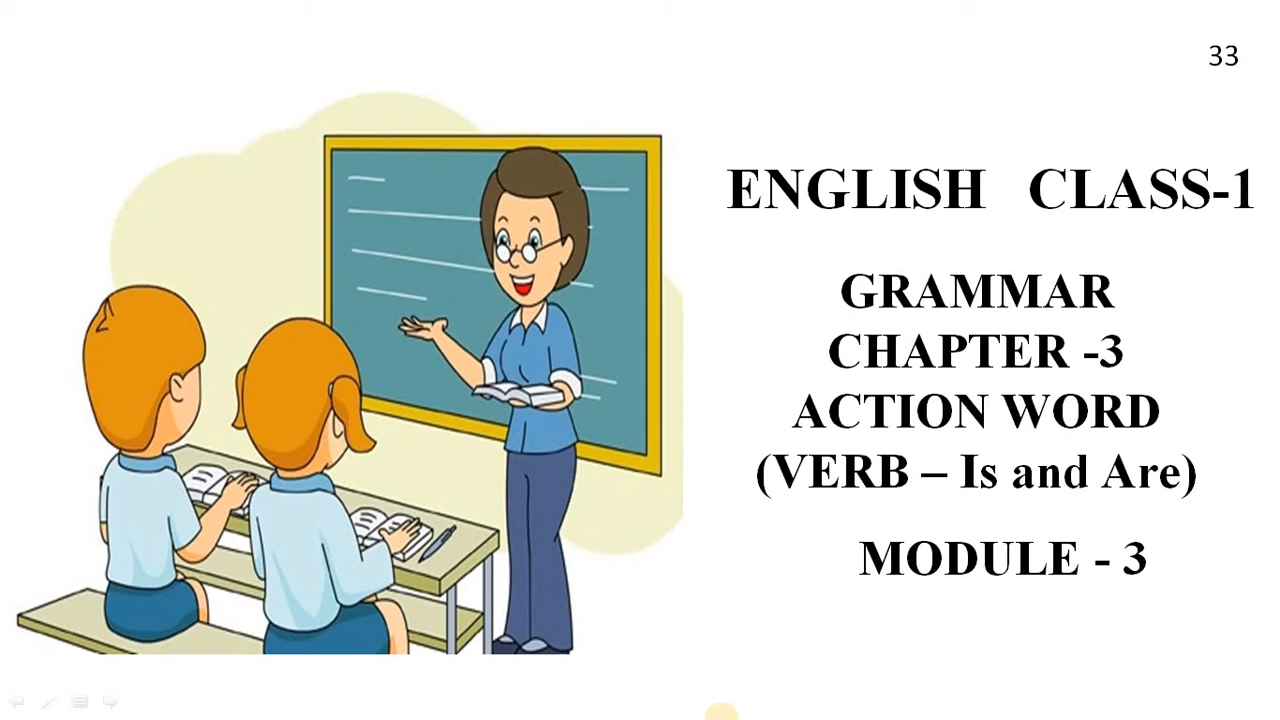 33
ENGLISH CLASS-1
GRAMMAR
CHAPTER -3
ACTION WORD
(VERB – Is and Are)
MODULE - 3